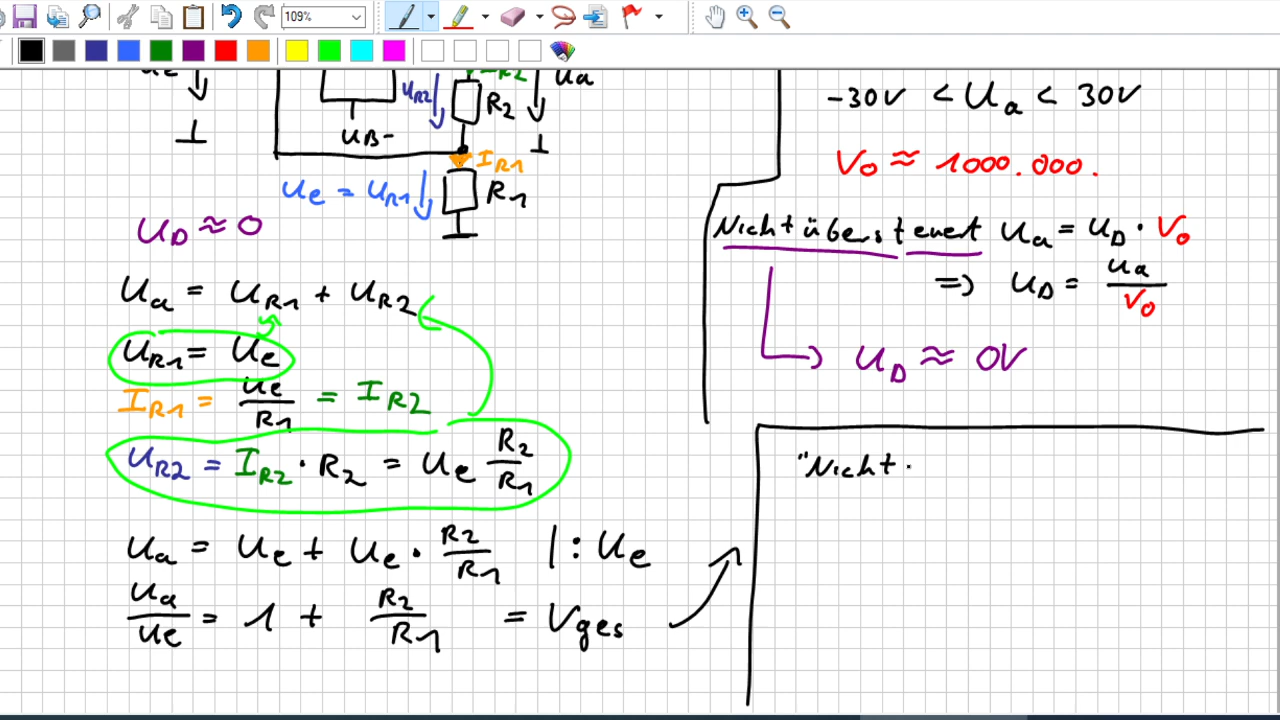 109%
Ue
UR2
IR2
R2
Ua
UB-
IR1
Ue = UR1
R1
UD ≈ 0
Ua = UR1 + UR2
UR1 = Ue
IR1 = Ue/R1 = IR2
UR2 = IR2 · R2 = Ue R2/R1
Ua = Ue + Ue · R2/R1 | : Ue
Ua/Ue = 1 + R2/R1 = Vges
-30V < Ua < 30V
V0 ≈ 1000.000.
Nicht übersteuert Ua = UD · V0
=> UD = Ua/V0
UD ≈ 0V
"Nicht ·